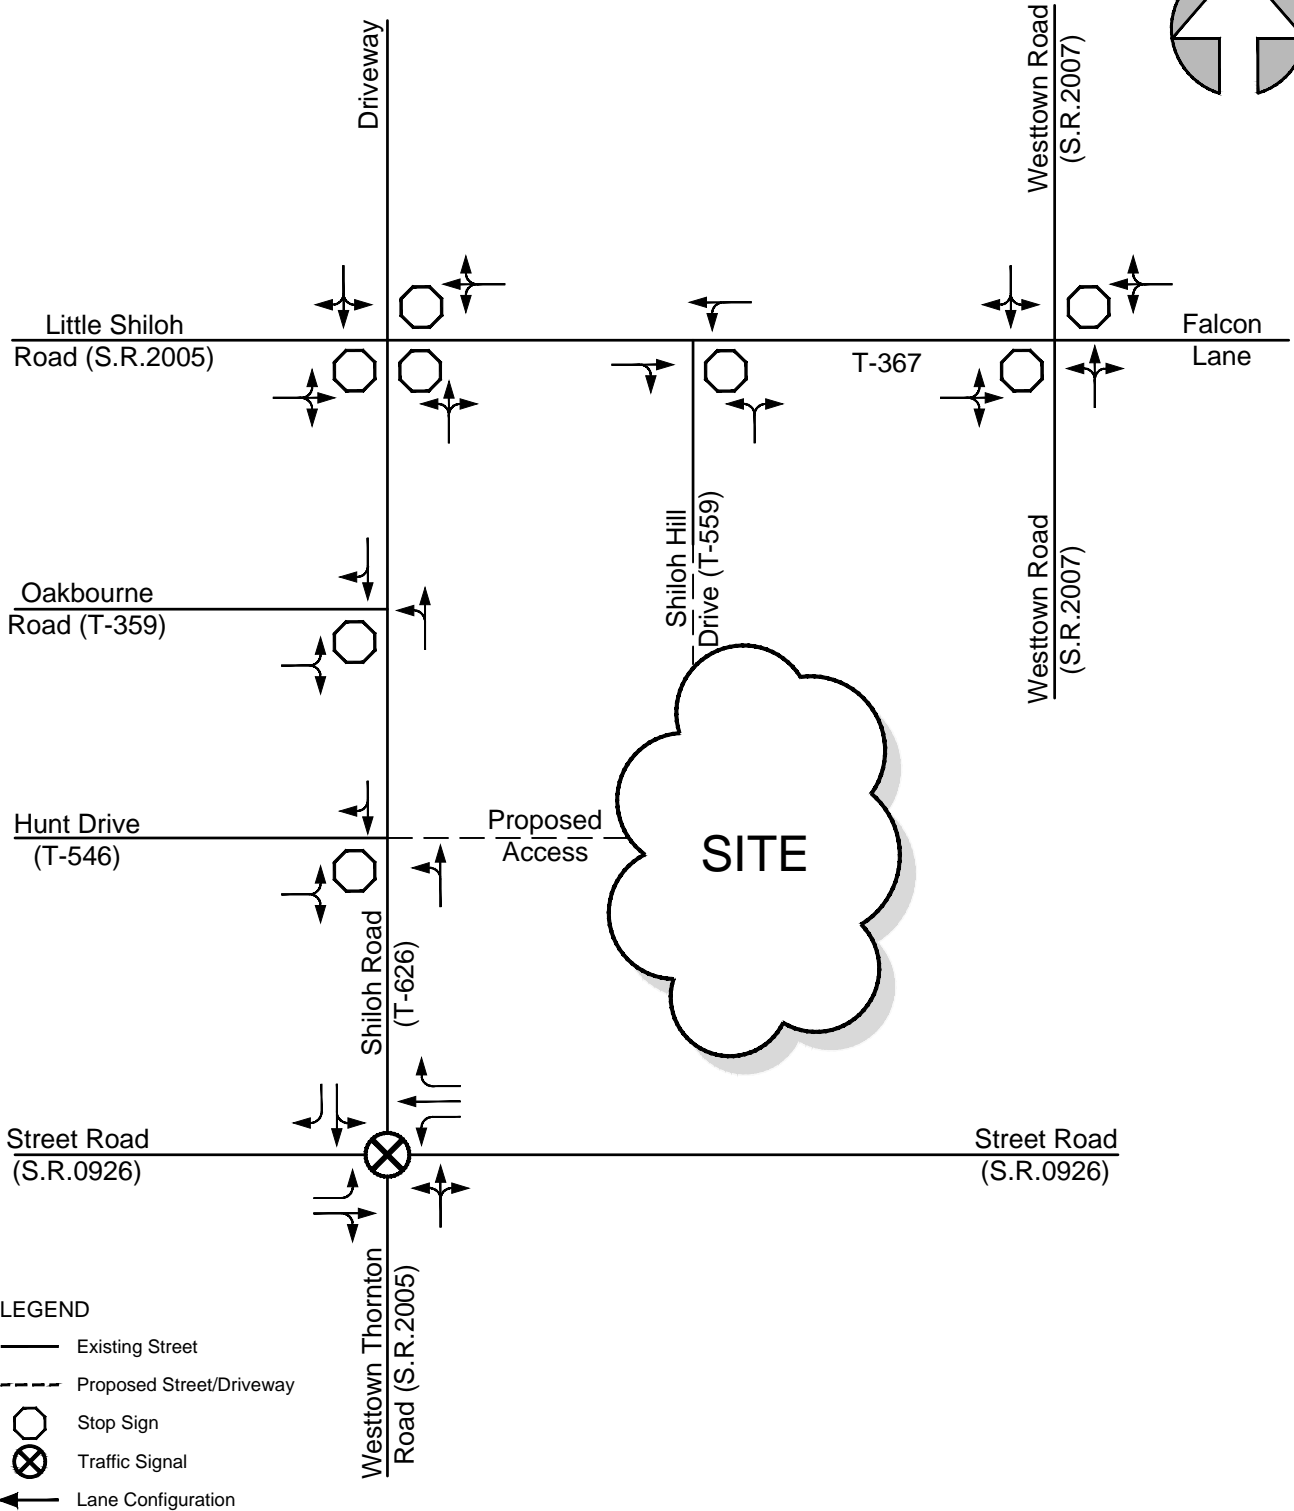 Driveway
Westtown Road
(S.R.2007)
Little Shiloh
Road (S.R.2005)
T-367
Falcon
Lane
Shiloh Hill
Drive (T-559)
Westtown Road
(S.R.2007)
Oakbourne
Road (T-359)
Hunt Drive
(T-546)
Proposed
Access
SITE
Shiloh Road
(T-626)
Street Road
(S.R.0926)
Street Road
(S.R.0926)
Westtown Thornton
Road (S.R.2005)
LEGEND
Existing Street
Proposed Street/Driveway
Stop Sign
Traffic Signal
Lane Configuration